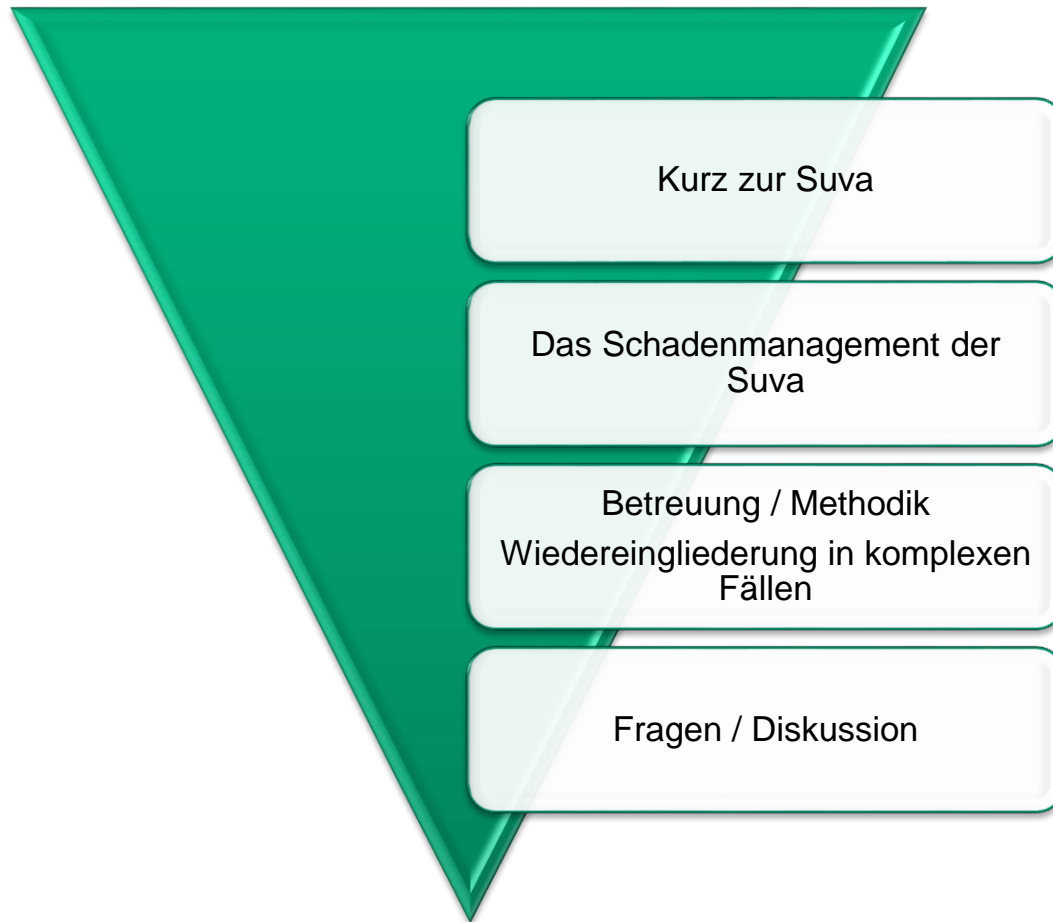 Kurz zur Suva
Das Schadenmanagement der
Suva
Betreuung / Methodik
Wiedereingliederung in komplexen
Fällen
Fragen / Diskussion